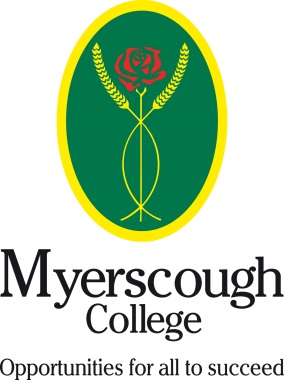 Myerscough
College
Opportunities for all to succeed